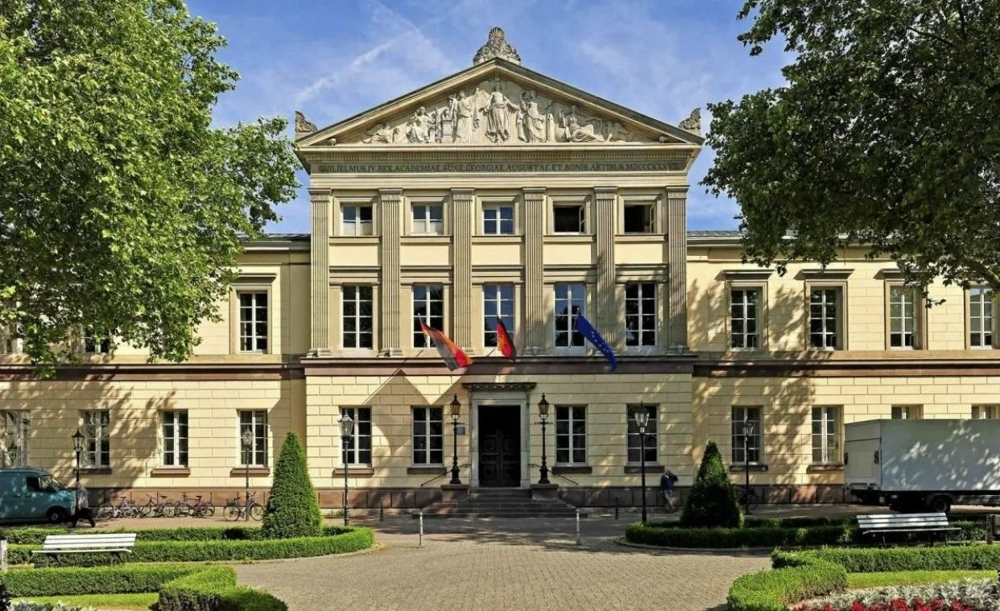 GUILIELMUS. IV. REX. ACADEMIAE. SUAE. GEORGIAE. AUGUSTAE. ET. BONIS. ARTIBUS. MDCCCXXXVII.